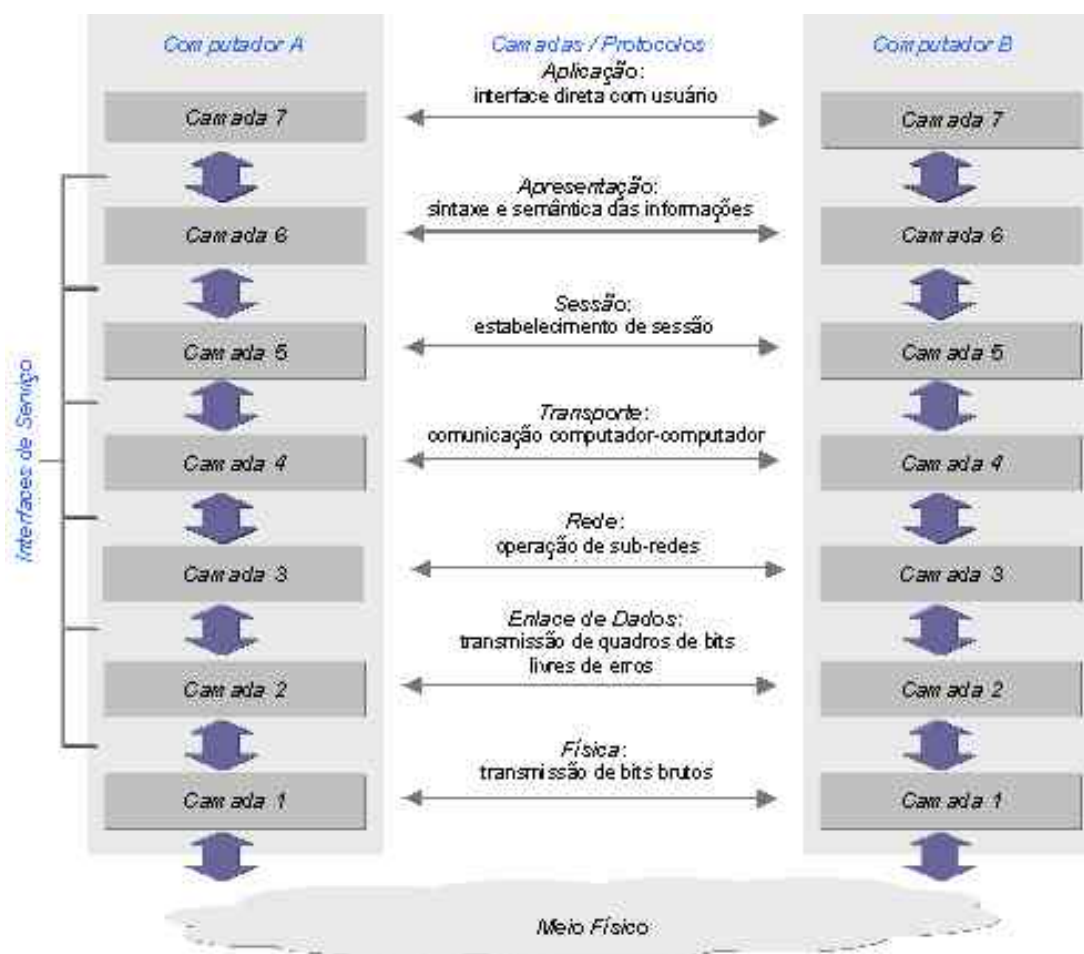 Computador A
Camadas / Protocolos
Computador B
Aplicação:
interface direta com usuário
Camada 7
Camada 7
Apresentação:
sintaxe e semântica das informações
Camada 6
Camada 6
Sessão:
estabelecimento de sessão
Camada 5
Camada 5
Interfaces de Serviço
Transporte:
comunicação computador-computador
Camada 4
Camada 4
Rede:
operação de sub-redes
Camada 3
Camada 3
Enlace de Dados:
transmissão de quadros de bits
livres de erros
Camada 2
Camada 2
Física:
transmissão de bits brutos
Camada 1
Camada 1
Meio Físico